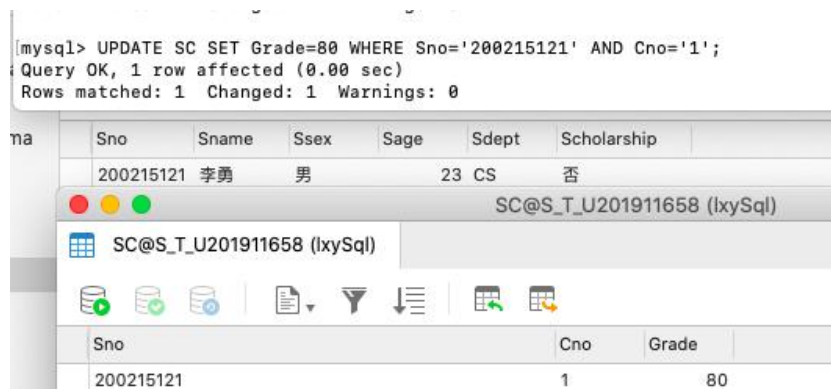 [mysql> UPDATE SC SET Grade=80 WHERE Sno='200215121' AND Cno='1';
Query OK, 1 row affected (0.00 sec)
Rows matched: 1 Changed: 1 Warnings: 0
ma Sno Sname Ssex Sage Sdept Scholarship
200215121 李勇 男 23 CS 否
SC@S_T_U201911658 (lxySql)
SC@S_T_U201911658 (lxySql)
Sno Cno Grade
200215121 1 80